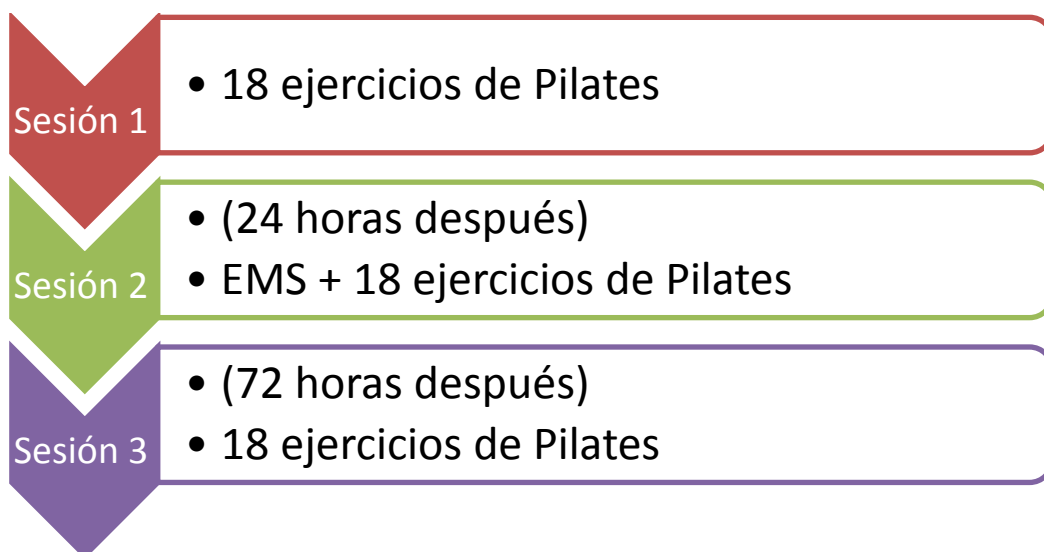 Sesión 1
• 18 ejercicios de Pilates
Sesión 2
• (24 horas después)
• EMS + 18 ejercicios de Pilates
Sesión 3
• (72 horas después)
• 18 ejercicios de Pilates